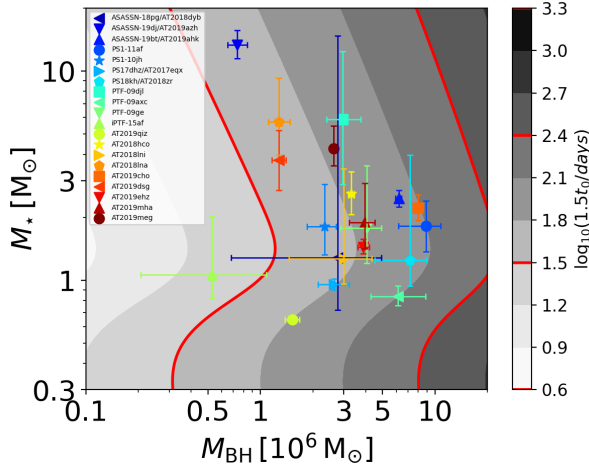 ASASSN-18pg/AT2018dyb
ASASSN-19dj/AT2019azh
ASASSN-19bt/AT2019ahk
PS1-11af
PS1-10jh
PS17dhz/AT2017eqx
PS18kh/AT2018zr
PTF-09djl
PTF-09axc
PTF-09ge
iPTF-15af
AT2019qiz
AT2018hco
AT2018lni
AT2018lna
AT2019cho
AT2019dsg
AT2019ehz
AT2019mha
AT2019meg
10
3
1
0.3
M⋆ [M⊙]
0.1
0.5
1
3
5
10
M_BH [10^6 M⊙]
3.3
3.0
2.7
2.4
2.1
1.8
1.5
1.2
0.9
0.6
log10(1.5t0/days)